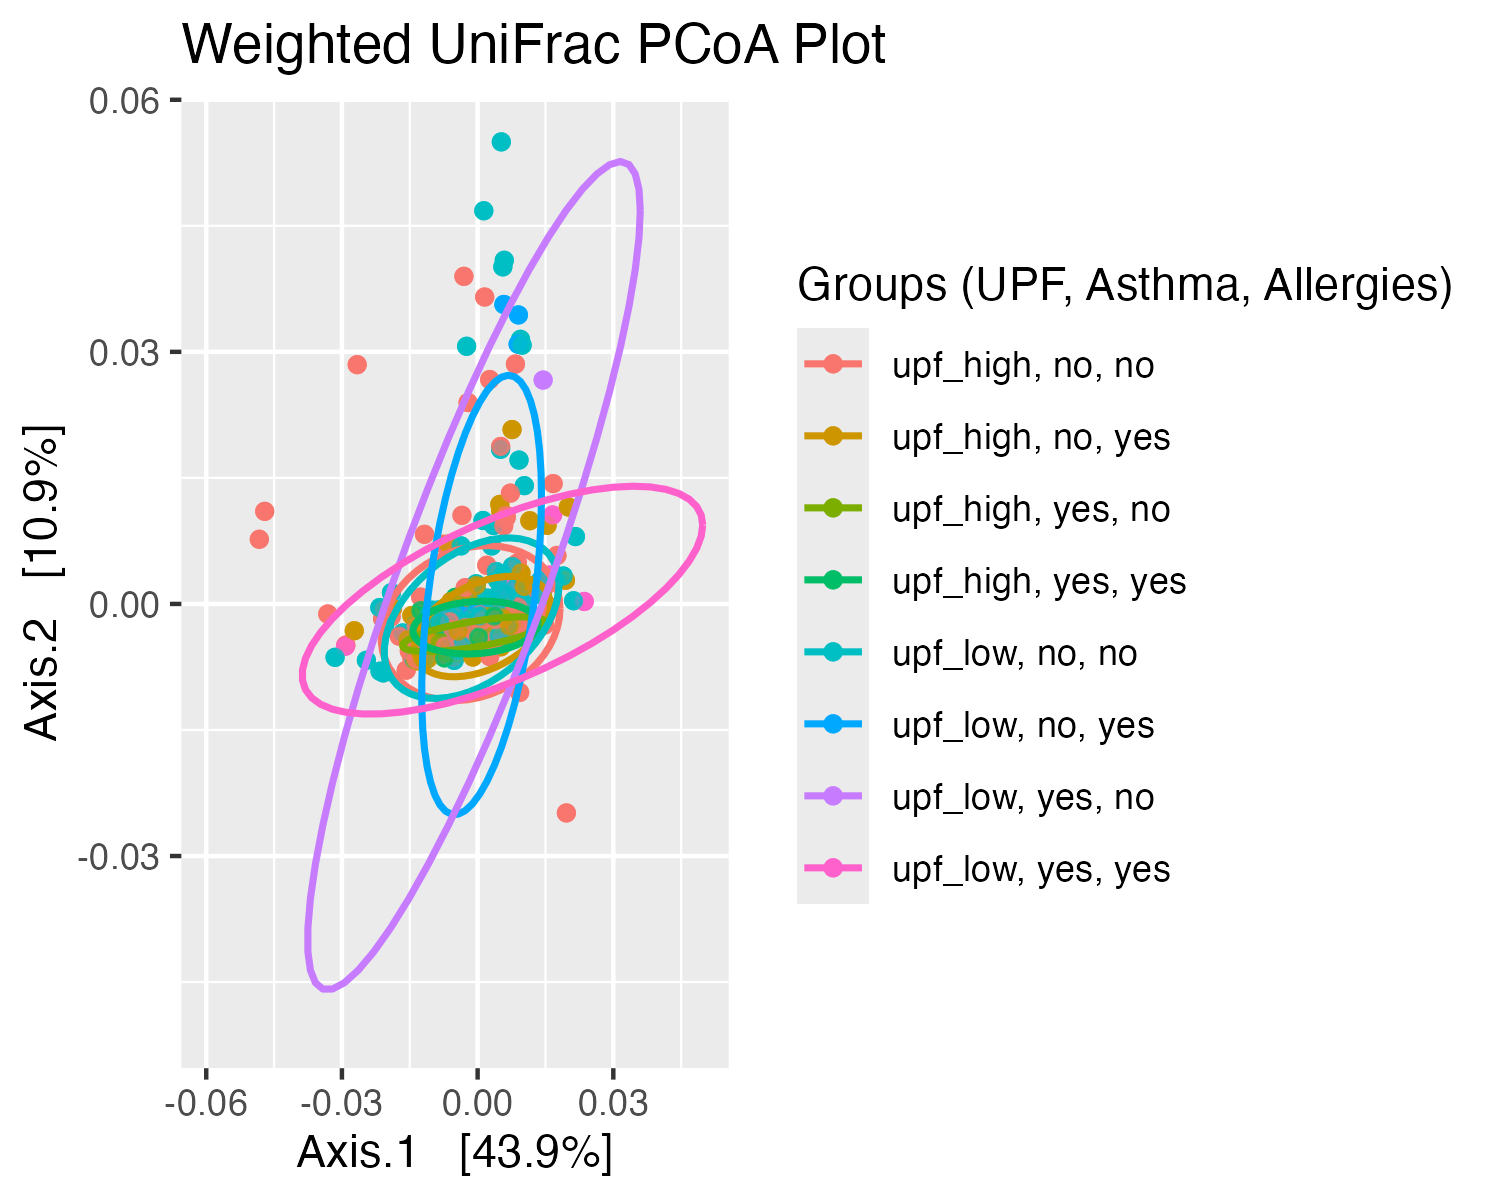 Weighted UniFrac PCoA Plot
0.06
0.03
0.00
-0.03
Axis.2 [10.9%]
-0.06 -0.03 0.00 0.03
Axis.1 [43.9%]
Groups (UPF, Asthma, Allergies)
upf_high, no, no
upf_high, no, yes
upf_high, yes, no
upf_high, yes, yes
upf_low, no, no
upf_low, no, yes
upf_low, yes, no
upf_low, yes, yes